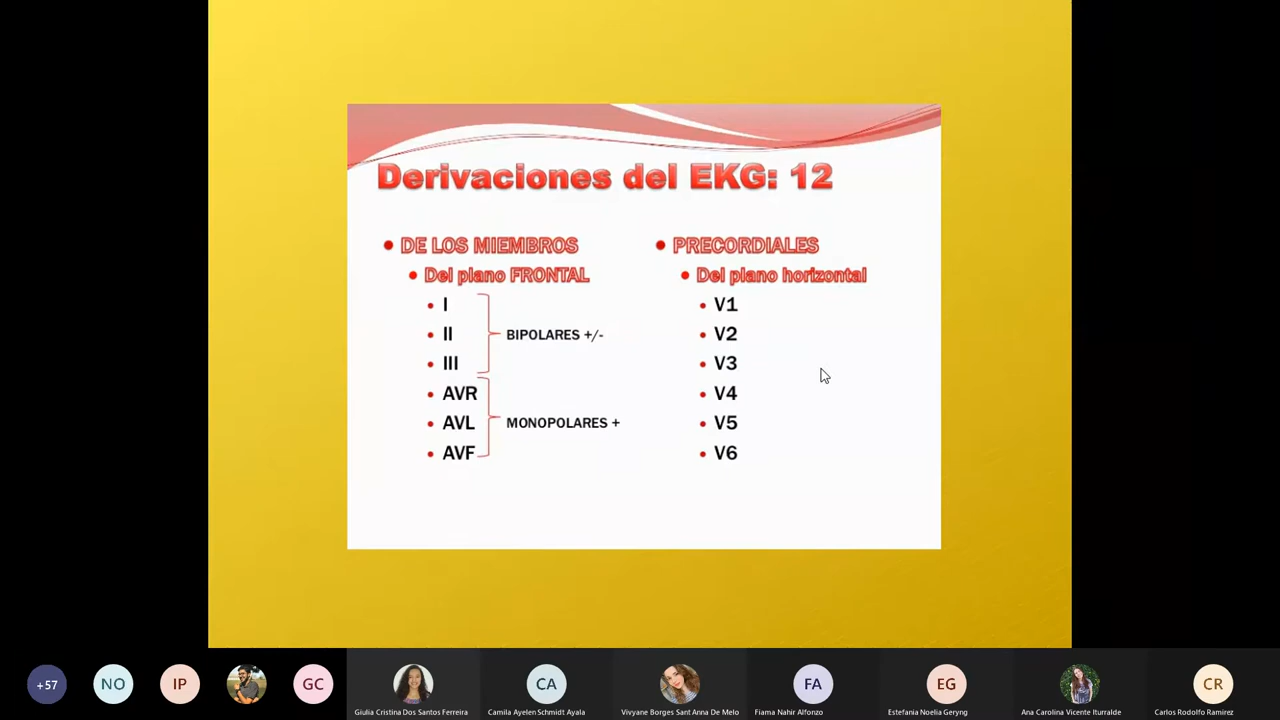 Derivaciones del EKG: 12
DE LOS MIEMBROS
Del plano FRONTAL
I
II
III
BIPOLARES +/-
AVR
AVL
AVF
MONOPOLARES +
PRECORDIALES
Del plano horizontal
V1
V2
V3
V4
V5
V6
+57
NO
IP
GC
Giulia Cristina Dos Santos Ferreira
CA
Camila Ayelen Schmidt Ayala
Vivyane Borges Sant Anna De Melo
FA
Fiama Nahir Alfonzo
EG
Estefania Noelia Geryng
Ana Carolina Vicente Iturralde
CR
Carlos Rodolfo Ramirez